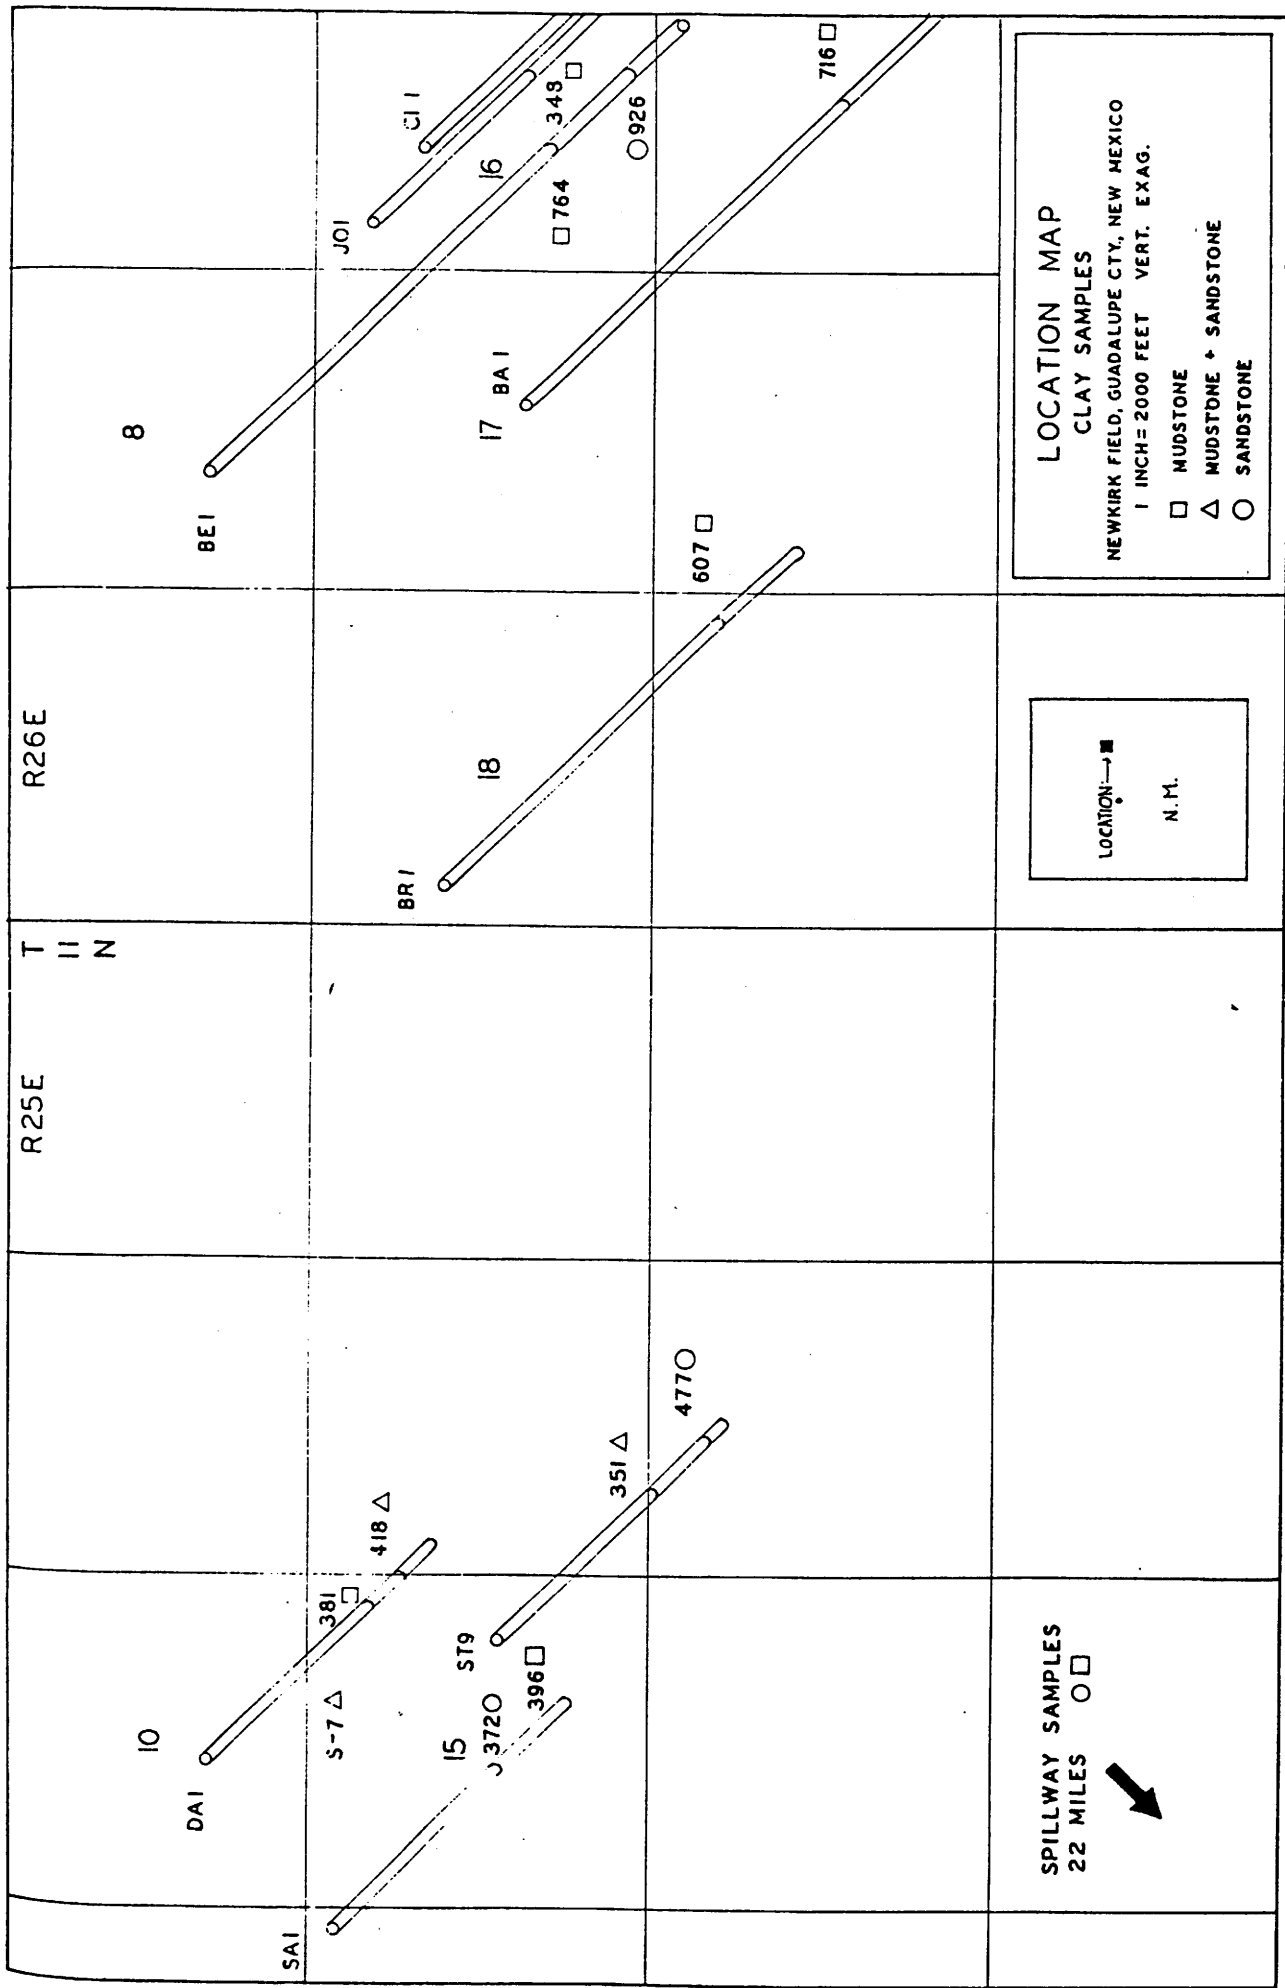 R25E
T
11
N
R26E
10
8
DA1
BE1
SA1
S-7
381
418
BR1
JO1
C11
15
372
ST9
396
18
17
BA1
16
764
348
351
477
607
926
716
SPILLWAY SAMPLES
22 MILES
LOCATION
N.M.
LOCATION MAP
CLAY SAMPLES
NEWKIRK FIELD, GUADALUPE CTY, NEW MEXICO
1 INCH = 2000 FEET VERT. EXAG.
MUDSTONE
MUDSTONE + SANDSTONE
SANDSTONE